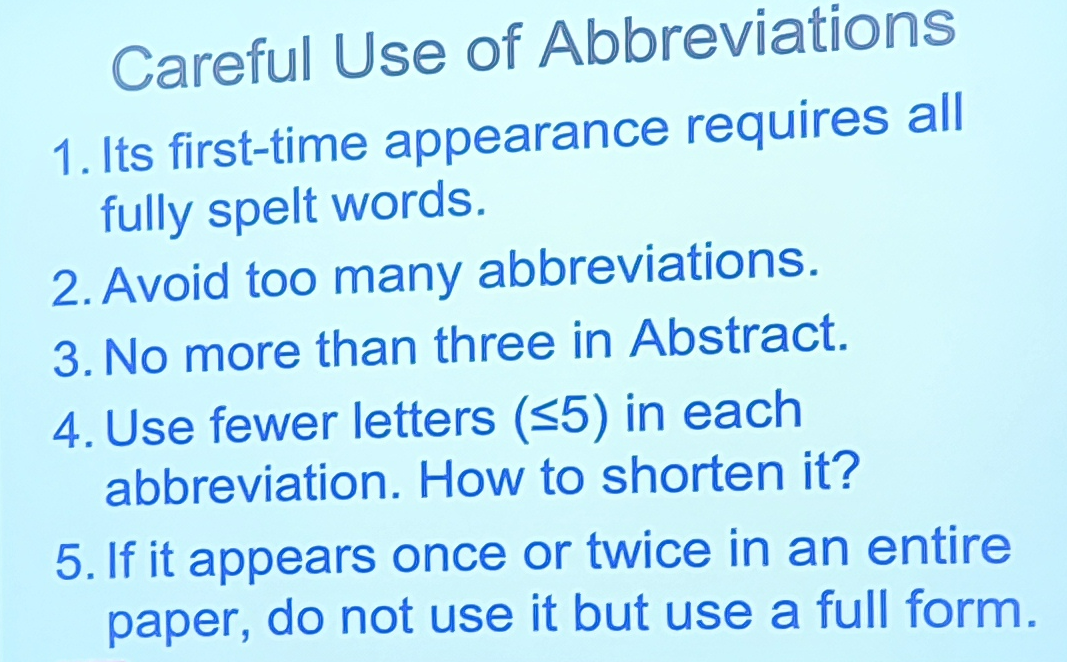 Careful Use of Abbreviations
1. Its first-time appearance requires all
fully spelt words.
2. Avoid too many abbreviations.
3. No more than three in Abstract.
4. Use fewer letters (≤5) in each
abbreviation. How to shorten it?
5. If it appears once or twice in an entire
paper, do not use it but use a full form.